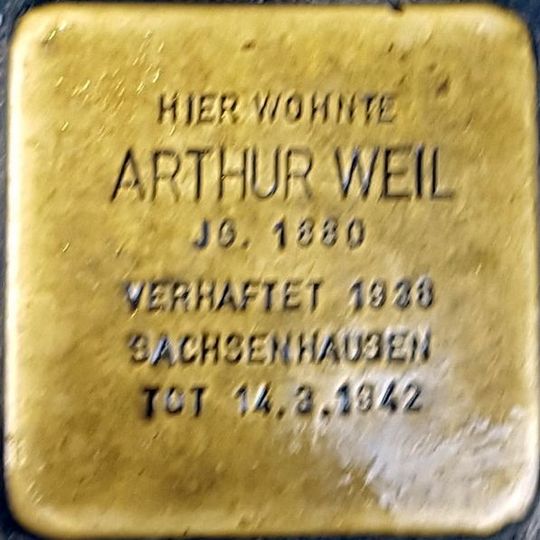 HIER WOHNTE
ARTHUR WEIL
JG. 1880
VERHAFTET 1938
SACHSENHAUSEN
TOT 14.3.1942